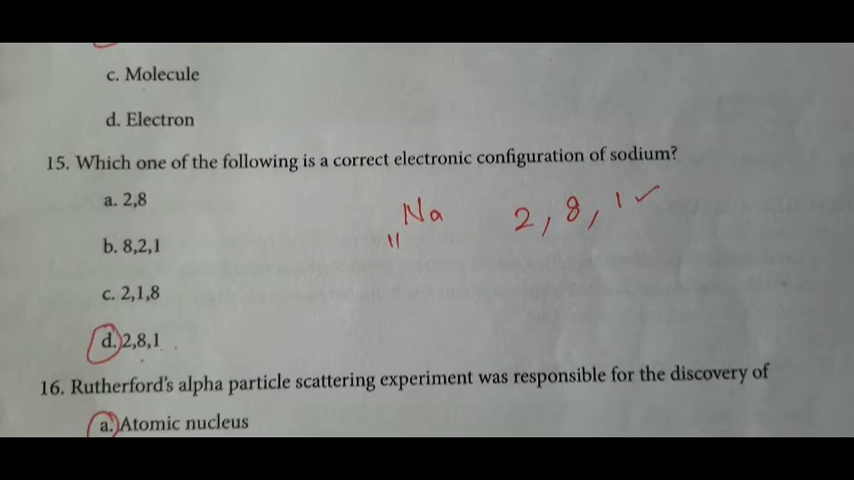 c. Molecule
d. Electron
15. Which one of the following is a correct electronic configuration of sodium?
a. 2,8
Na 2, 8, 1 ✓
11
b. 8,2,1
c. 2,1,8
d. 2,8,1
16. Rutherford's alpha particle scattering experiment was responsible for the discovery of
a. Atomic nucleus